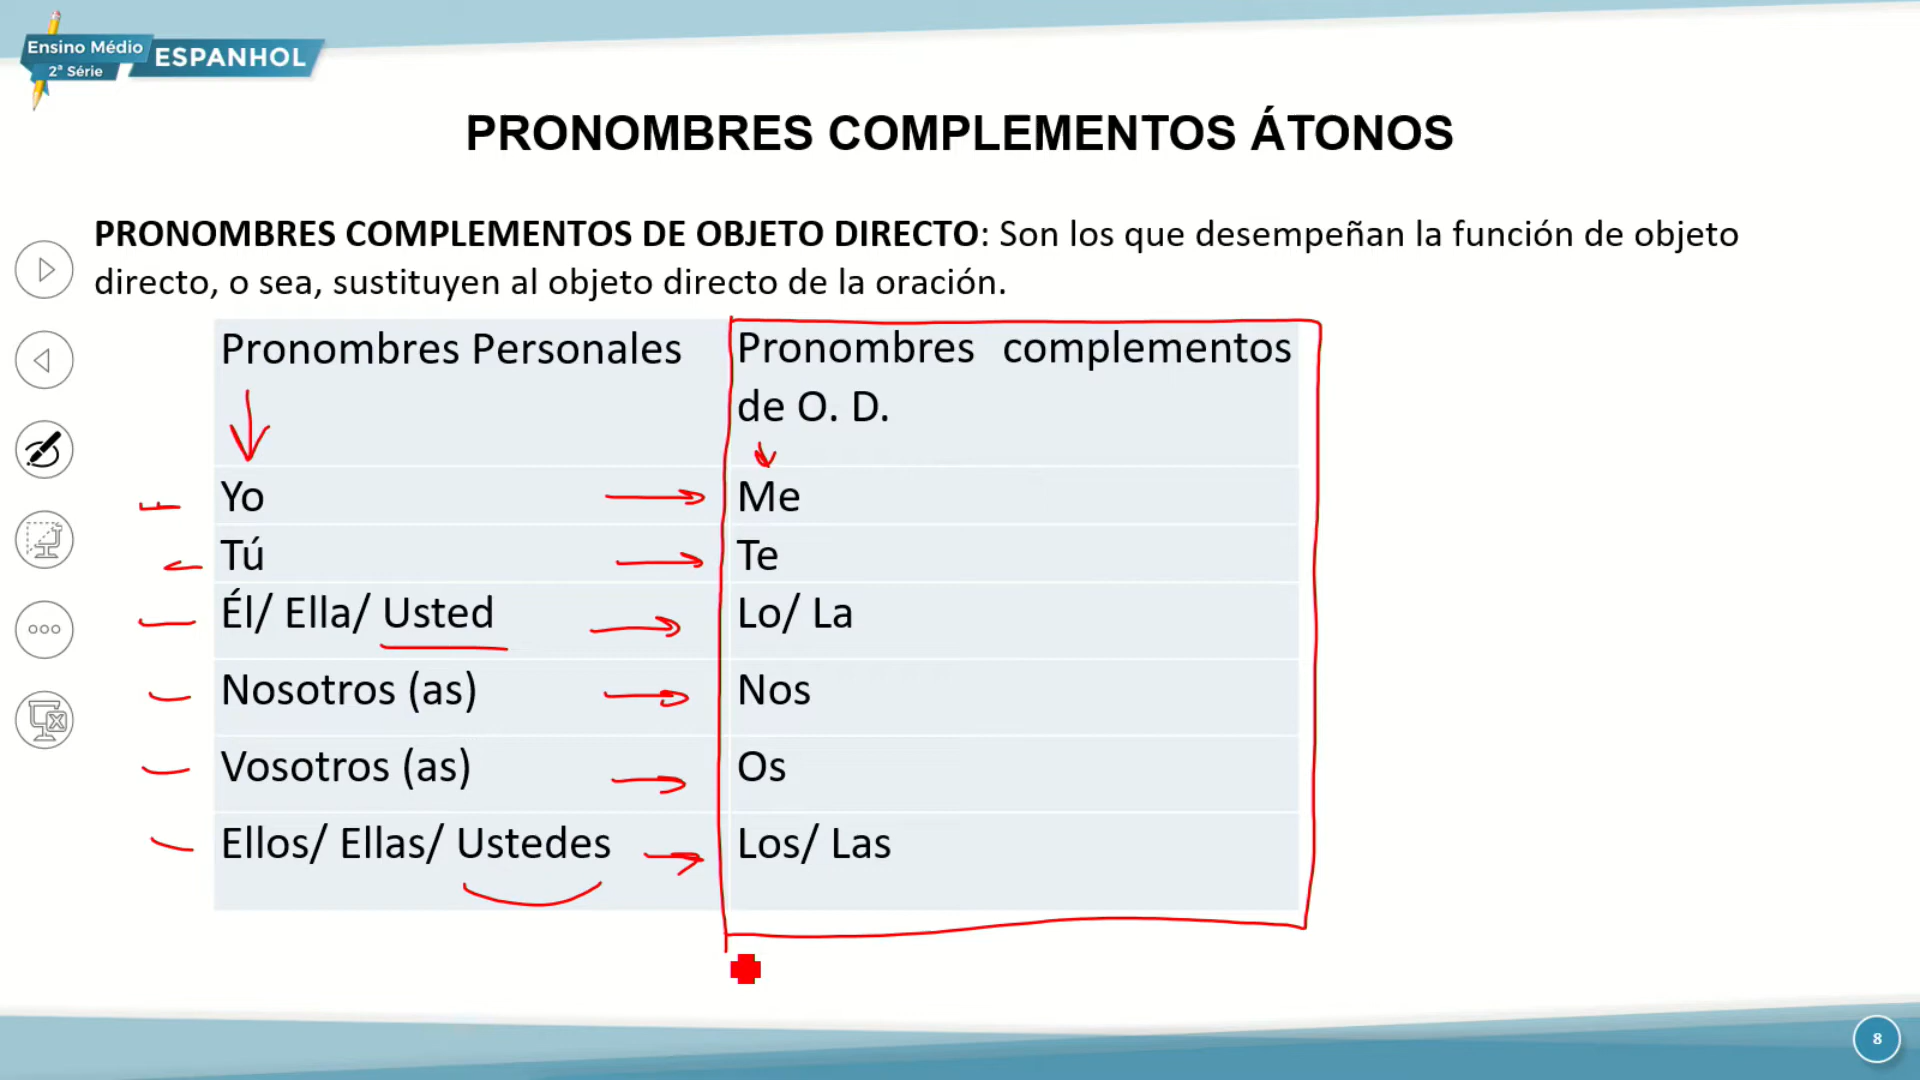 Ensino Médio
2ª Série
ESPANHOL
PRONOMBRES COMPLEMENTOS ÁTONOS
PRONOMBRES COMPLEMENTOS DE OBJETO DIRECTO: Son los que desempeñan la función de objeto
directo, o sea, sustituyen al objeto directo de la oración.
Pronombres Personales
Pronombres complementos
de O. D.
Yo
Me
Tú
Te
Él/ Ella/ Usted
Lo/ La
Nosotros (as)
Nos
Vosotros (as)
Os
Ellos/ Ellas/ Ustedes
Los/ Las
8